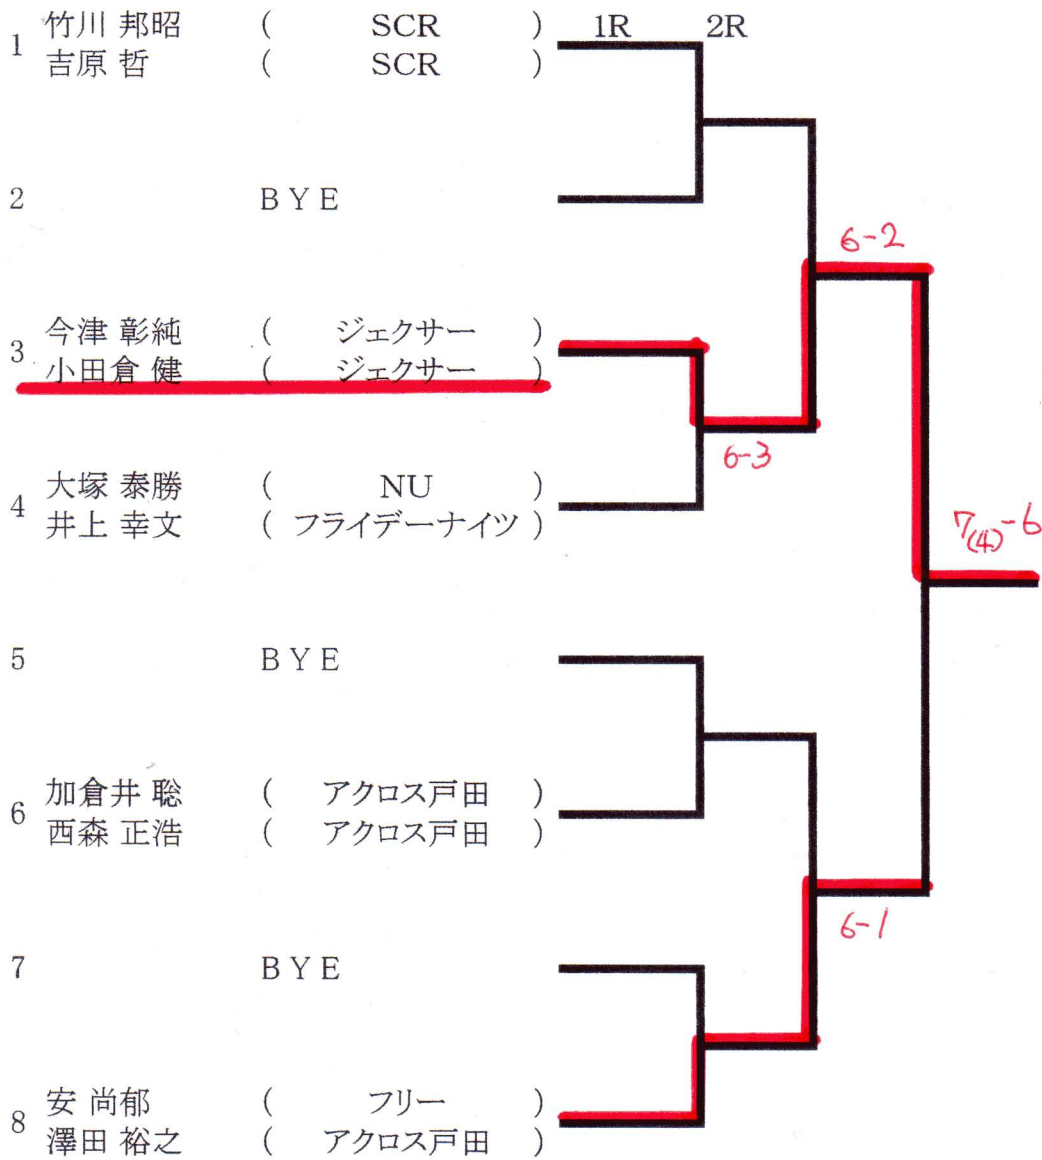 1 竹川 邦昭 ( SCR ) 1R 2R
吉原 哲 ( SCR )
2 BYE
6-2
3 今津 彰純 ( ジェクサー )
小田倉 健 ( ジェクサー )
6-3
4 大塚 泰勝 ( NU )
井上 幸文 ( フライデーナイツ )
7(4)-6
5 BYE
6 加倉井 聡 ( アクロス戸田 )
西森 正浩 ( アクロス戸田 )
6-1
7 BYE
8 安 尚郁 ( フリー )
澤田 裕之 ( アクロス戸田 )